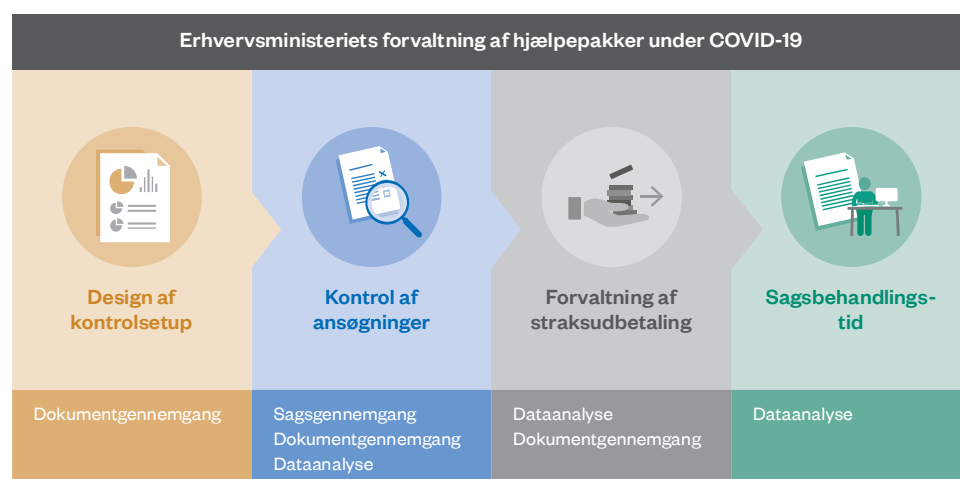 Erhvervsministeriets forvaltning af hjælpepakker under COVID-19
Design af
kontrolsetup
Dokumentgennemgang
Kontrol af
ansøgninger
Sagsgennemgang
Dokumentgennemgang
Dataanalyse
Forvaltning af
straksudbetaling
Dataanalyse
Dokumentgennemgang
Sagsbehandlings-
tid
Dataanalyse